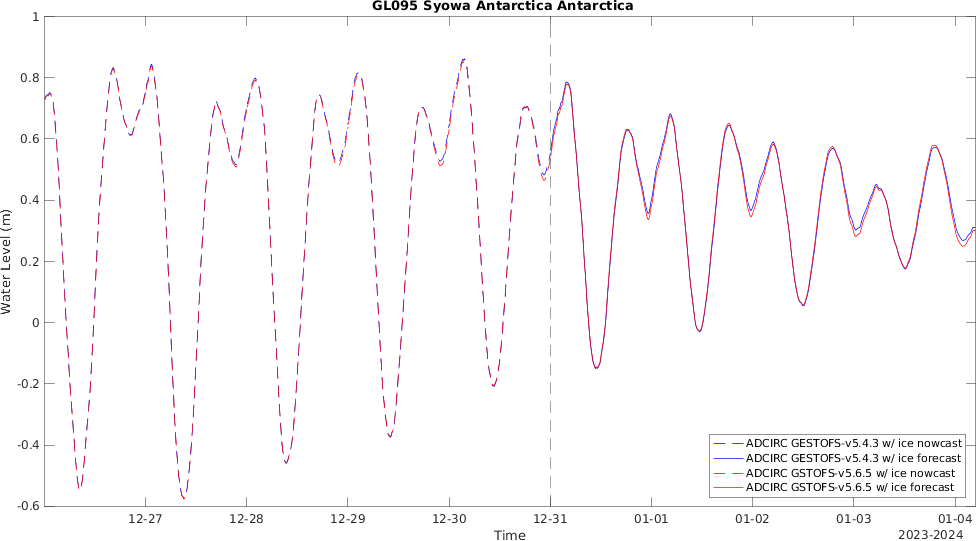 GL095 Syowa Antarctica Antarctica
1
0.8
0.6
0.4
0.2
0
-0.2
-0.4
-0.6
Water Level (m)
12-27
12-28
12-29
12-30
12-31
01-01
01-02
01-03
01-04
Time
2023-2024
ADCIRC GESTOFS-v5.4.3 w/ ice nowcast
ADCIRC GESTOFS-v5.4.3 w/ ice forecast
ADCIRC GSTOFS-v5.6.5 w/ ice nowcast
ADCIRC GSTOFS-v5.6.5 w/ ice forecast